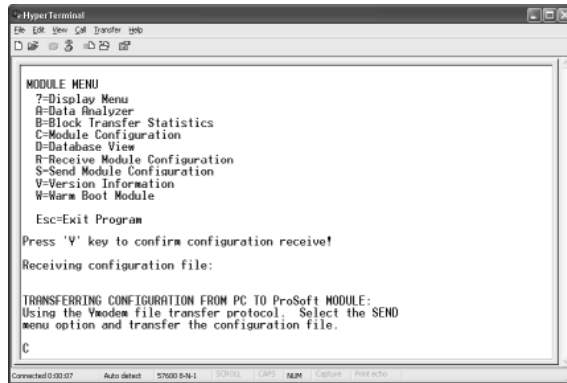 HyperTerminal
File Edit View Call Transfer Help
MODULE MENU
?=Display Menu
A=Data Analyzer
B=Block Transfer Statistics
C=Module Configuration
D=Database View
R=Receive Module Configuration
S=Send Module Configuration
V=Version Information
W=Warm Boot Module
Esc=Exit Program
Press 'Y' key to confirm configuration receive!
Receiving configuration file:
TRANSFERRING CONFIGURATION FROM PC TO ProSoft MODULE:
Using the Ymodem file transfer protocol. Select the SEND
menu option and transfer the configuration file.
C
Connected 0:00:07 Auto detect 57600 8-N-1 SCROLL CAPS NUM Capture Print echo